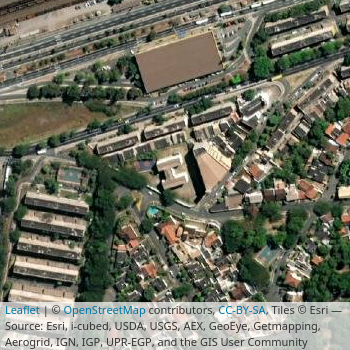 Leaflet | © OpenStreetMap contributors, CC-BY-SA, Tiles © Esri —
Source: Esri, i-cubed, USDA, USGS, AEX, GeoEye, Getmapping,
Aerogrid, IGN, IGP, UPR-EGP, and the GIS User Community